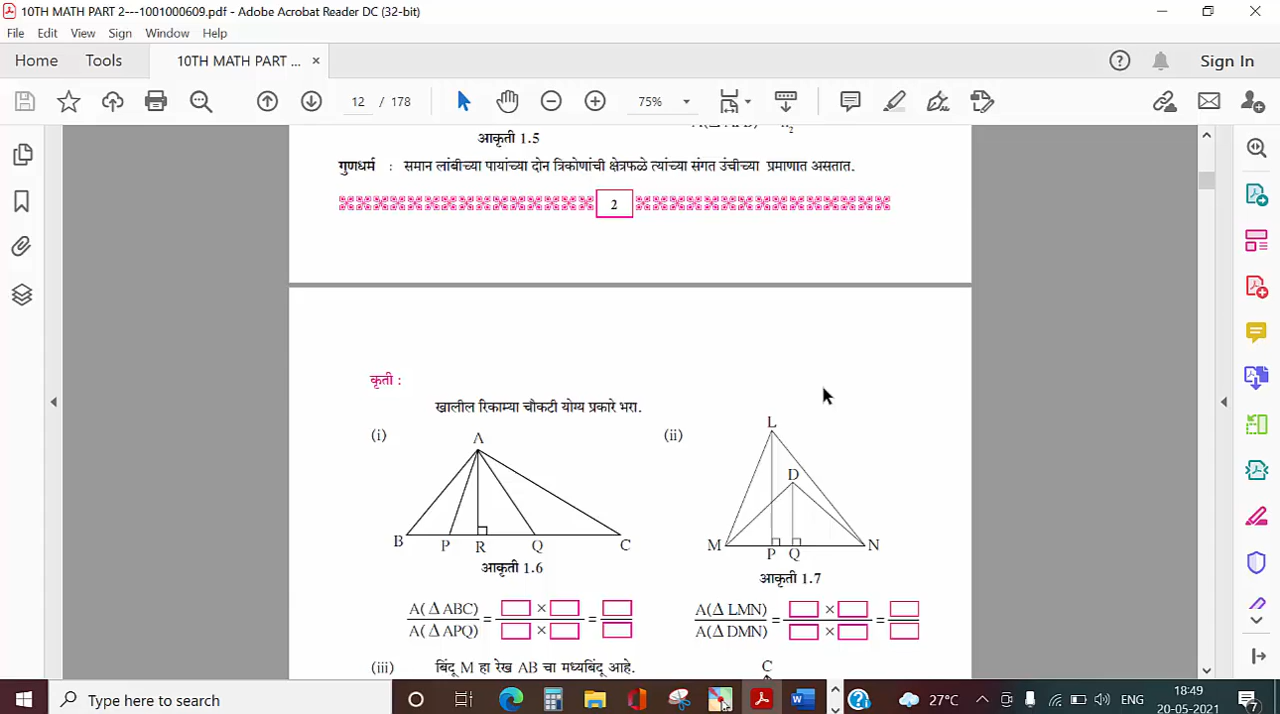 10TH MATH PART 2---1001000609.pdf - Adobe Acrobat Reader DC (32-bit)
File Edit View Sign Window Help
Home Tools 10TH MATH PART ... × Sign In
12 / 178 75%
आकृती 1.5
गुणधर्म : समान लांबीच्या पायांच्या दोन त्रिकोणांची क्षेत्रफळे त्यांच्या संगत उंचीच्या प्रमाणात असतात.
2
कृती :
खालील रिकाम्या चौकटी योग्य प्रकारे भरा.
(i) (ii)
A
B P R Q C
आकृती 1.6
L
D
M P Q N
आकृती 1.7
A(Δ ABC) = × =
A(Δ APQ) ×
A(Δ LMN) = × =
A(Δ DMN) ×
(iii) बिंदू M हा रेख AB चा मध्यबिंदू आहे.
C
Type here to search
27°C ENG 18:49
20-05-2021
7